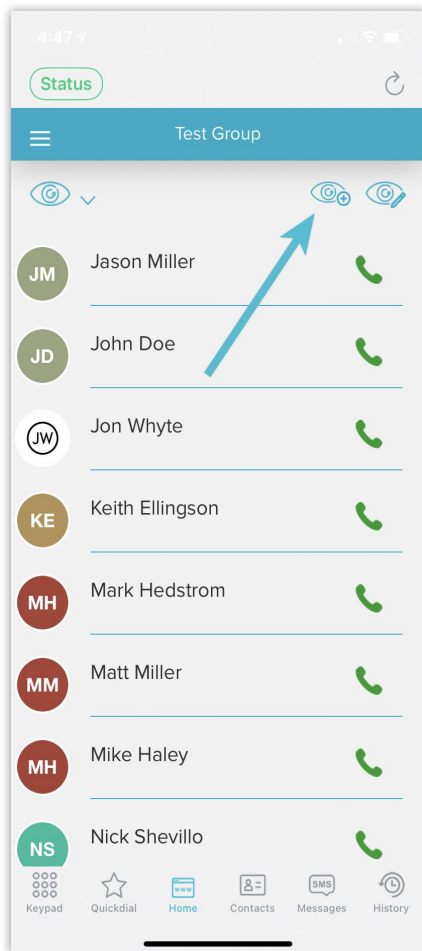 4:47
Status
Test Group
JM Jason Miller
JD John Doe
JW Jon Whyte
KE Keith Ellingson
MH Mark Hedstrom
MM Matt Miller
MH Mike Haley
NS Nick Shevillo
www SMS
Keypad Quickdial Home Contacts Messages History